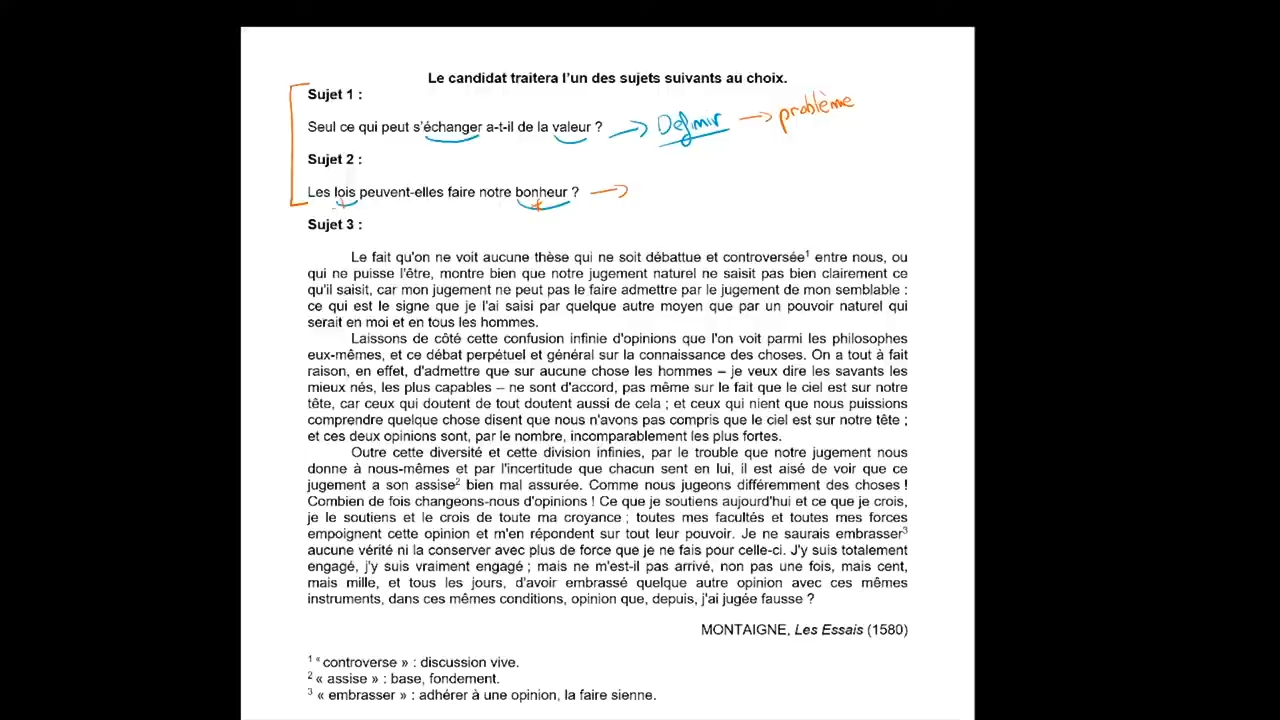 Le candidat traitera l'un des sujets suivants au choix.
Sujet 1 :
Seul ce qui peut s'échanger a-t-il de la valeur ? → Définir → problème
Sujet 2 :
Les lois peuvent-elles faire notre bonheur ? →
Sujet 3 :
Le fait qu'on ne voit aucune thèse qui ne soit débattue et controversée¹ entre nous, ou
qui ne puisse l'être, montre bien que notre jugement naturel ne saisit pas bien clairement ce
qu'il saisit, car mon jugement ne peut pas le faire admettre par le jugement de mon semblable :
ce qui est le signe que je l'ai saisi par quelque autre moyen que par un pouvoir naturel qui
serait en moi et en tous les hommes.
Laissons de côté cette confusion infinie d'opinions que l'on voit parmi les philosophes
eux-mêmes, et ce débat perpétuel et général sur la connaissance des choses. On a tout à fait
raison, en effet, d'admettre que sur aucune chose les hommes – je veux dire les savants les
mieux nés, les plus capables – ne sont d'accord, pas même sur le fait que le ciel est sur notre
tête, car ceux qui doutent de tout doutent aussi de cela ; et ceux qui nient que nous puissions
comprendre quelque chose disent que nous n'avons pas compris que le ciel est sur notre tête ;
et ces deux opinions sont, par le nombre, incomparablement les plus fortes.
Outre cette diversité et cette division infinies, par le trouble que notre jugement nous
donne à nous-mêmes et par l'incertitude que chacun sent en lui, il est aisé de voir que ce
jugement a son assise² bien mal assurée. Comme nous jugeons différemment des choses !
Combien de fois changeons-nous d'opinions ! Ce que je soutiens aujourd'hui et ce que je crois,
je le soutiens et le crois de toute ma croyance ; toutes mes facultés et toutes mes forces
empoignent cette opinion et m'en répondent sur tout leur pouvoir. Je ne saurais embrasser³
aucune vérité ni la conserver avec plus de force que je ne fais pour celle-ci. J'y suis totalement
engagé, j'y suis vraiment engagé ; mais ne m'est-il pas arrivé, non pas une fois, mais cent,
mais mille, et tous les jours, d'avoir embrassé quelque autre opinion avec ces mêmes
instruments, dans ces mêmes conditions, opinion que, depuis, j'ai jugée fausse ?
MONTAIGNE, Les Essais (1580)
¹ « controverse » : discussion vive.
² « assise » : base, fondement.
³ « embrasser » : adhérer à une opinion, la faire sienne.